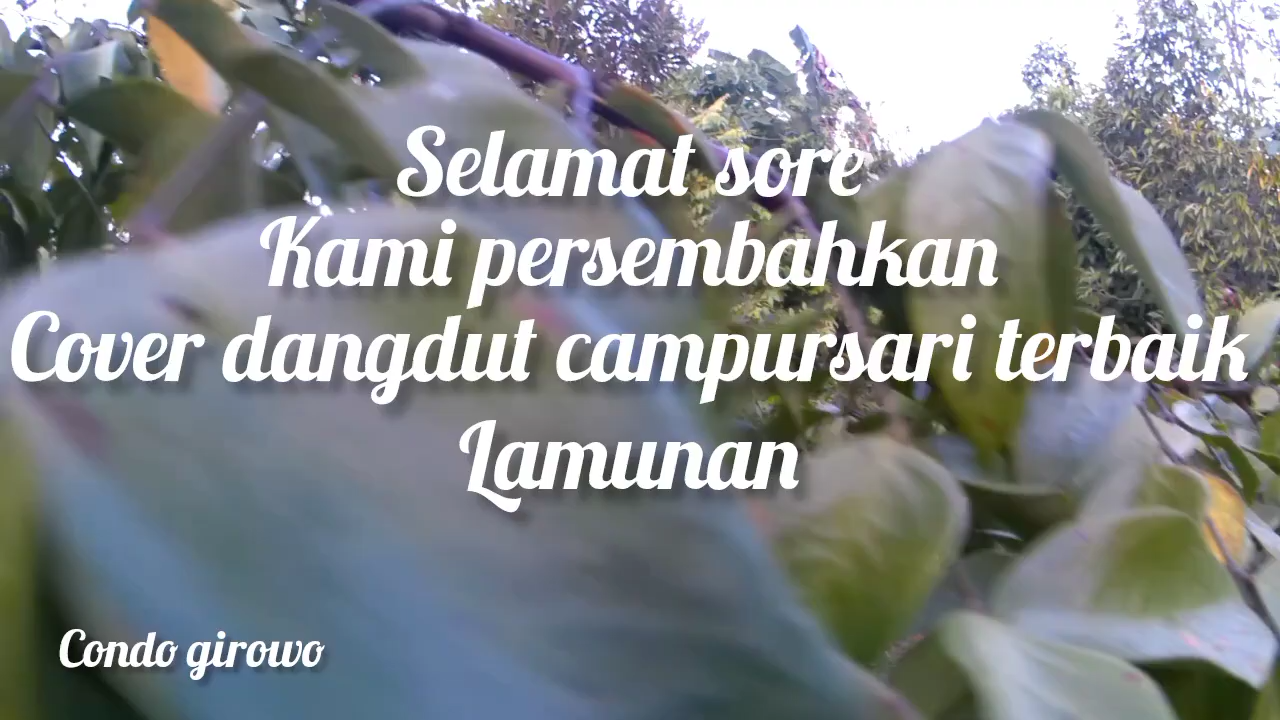 Selamat sore
Kami persembahkan
Cover dangdut campursari terbaik
Lamunan
Condo girowo